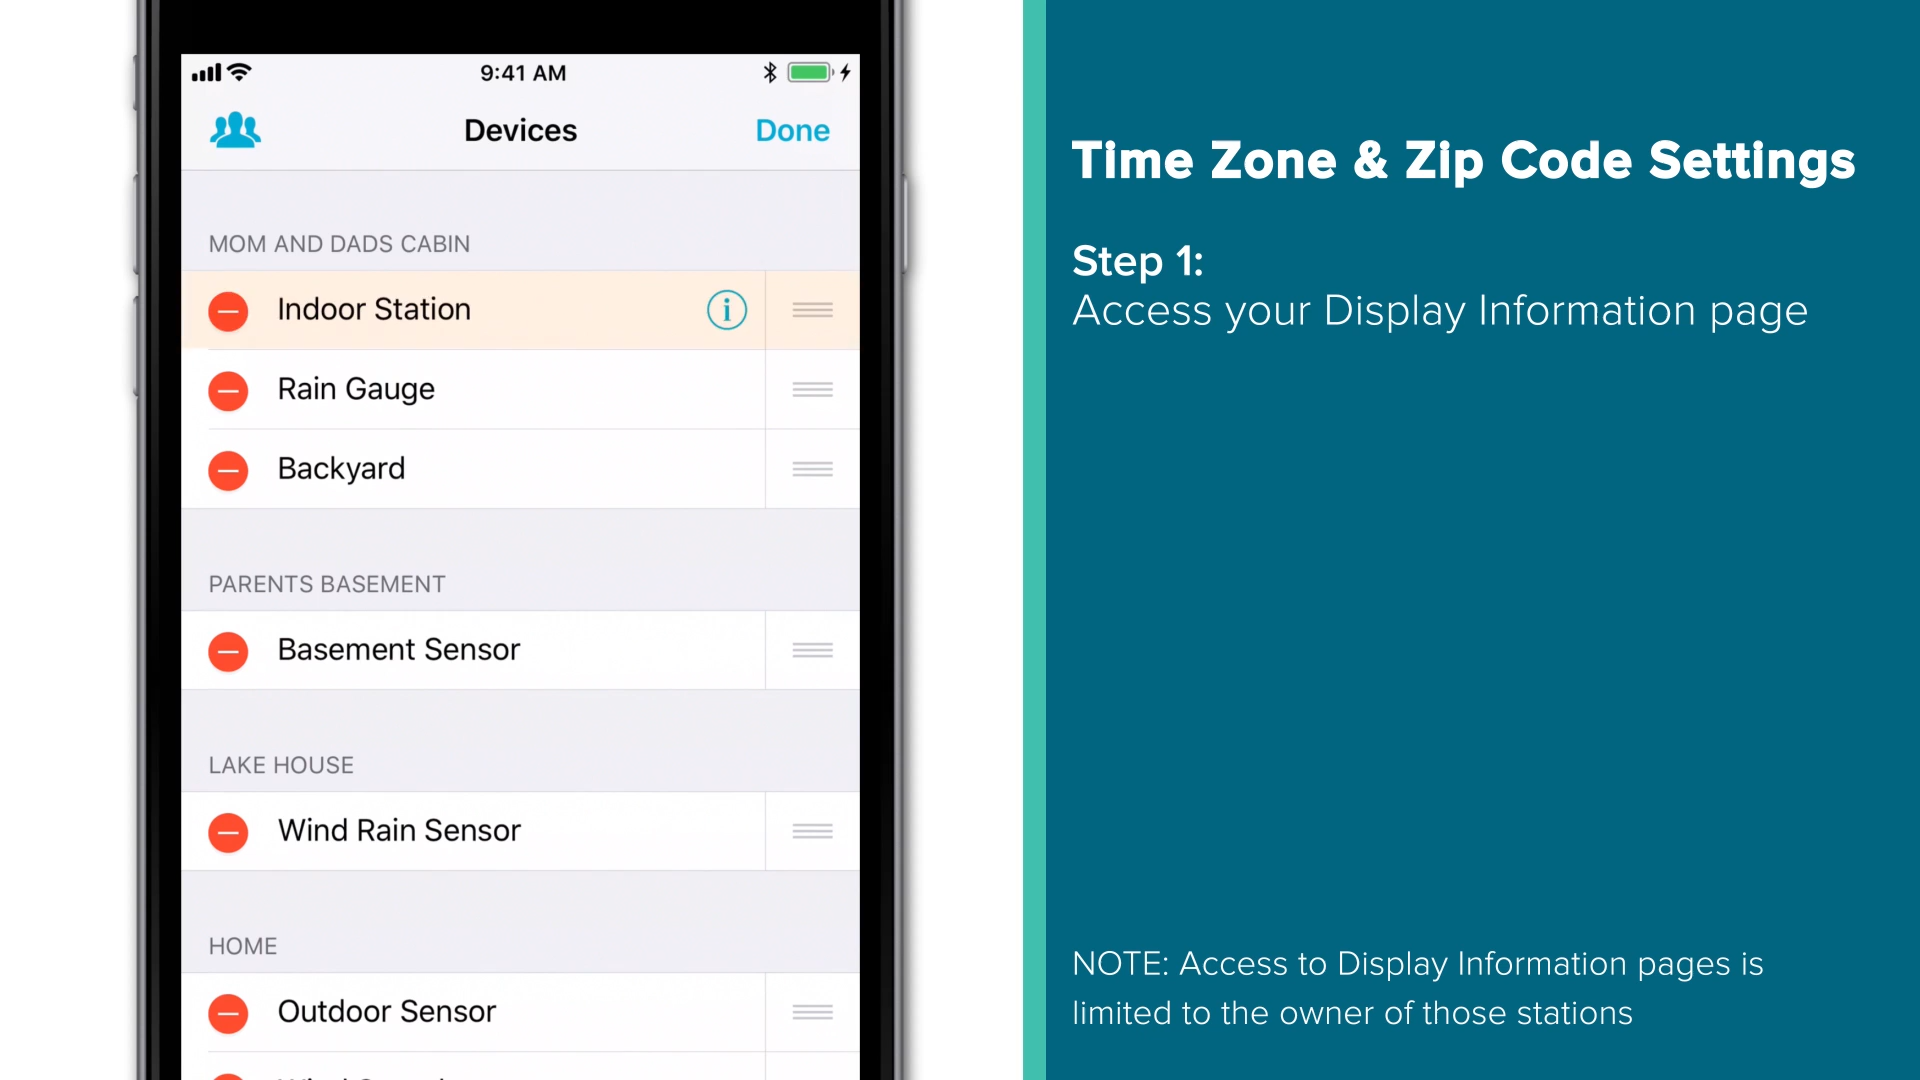 9:41 AM
Devices
Done
MOM AND DADS CABIN
Indoor Station
Rain Gauge
Backyard
PARENTS BASEMENT
Basement Sensor
LAKE HOUSE
Wind Rain Sensor
HOME
Outdoor Sensor
Time Zone & Zip Code Settings
Step 1:
Access your Display Information page
NOTE: Access to Display Information pages is
limited to the owner of those stations